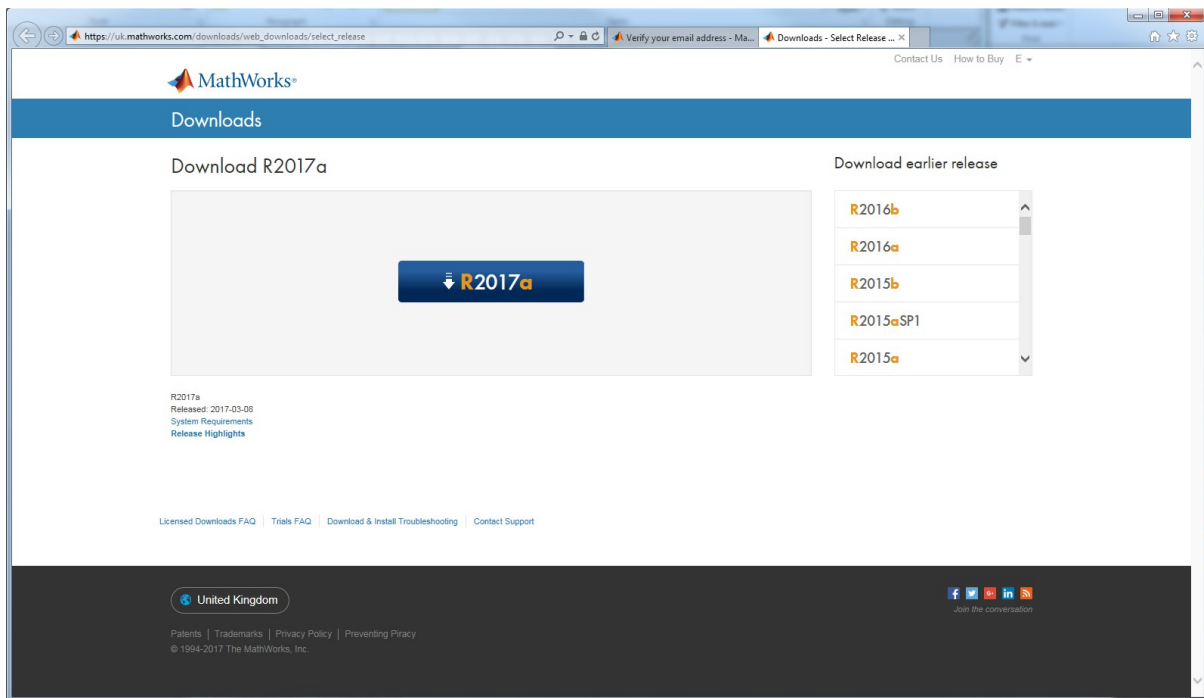 https://uk.mathworks.com/downloads/web_downloads/select_release
Verify your email address - Ma...
Downloads - Select Release ...
Contact Us How to Buy E
MathWorks®
Downloads
Download R2017a
Download earlier release
R2017a
R2016b
R2016a
R2015b
R2015aSP1
R2015a
R2017a
Released: 2017-03-08
System Requirements
Release Highlights
Licensed Downloads FAQ Trials FAQ Download & Install Troubleshooting Contact Support
United Kingdom
Join the conversation
Patents | Trademarks | Privacy Policy | Preventing Piracy
© 1994-2017 The MathWorks, Inc.